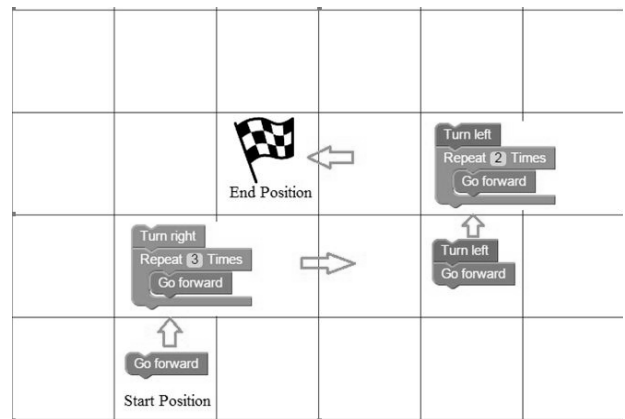 Turn left
Repeat 2 Times
Go forward
End Position
Turn right
Repeat 3 Times
Go forward
Turn left
Go forward
Go forward
Start Position